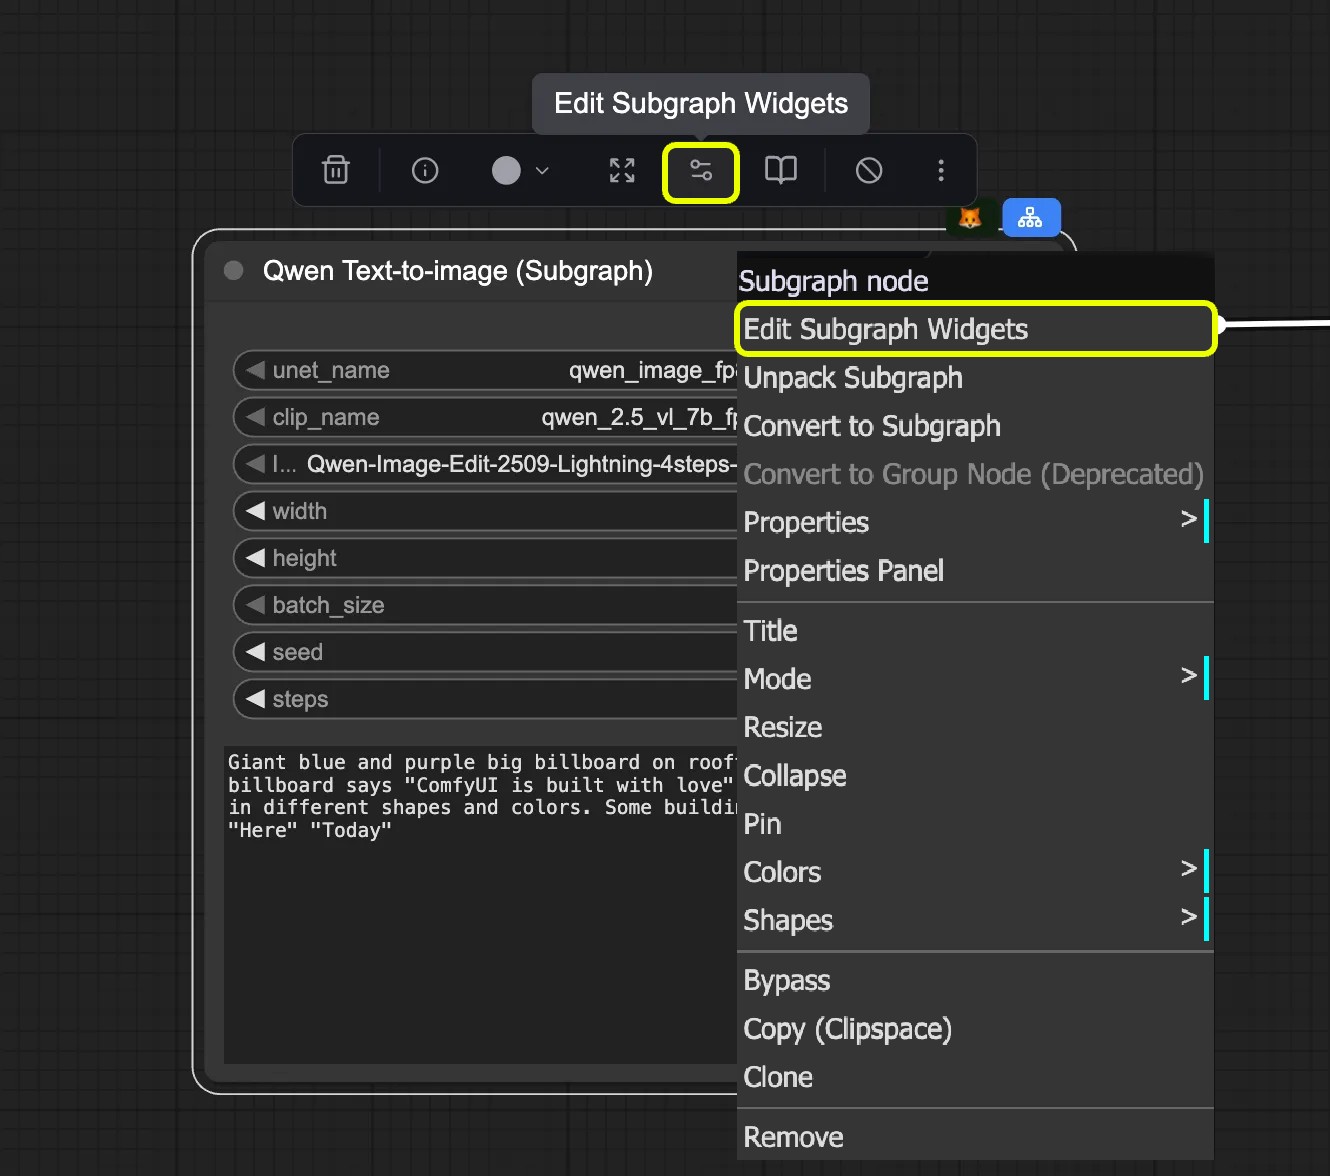 Edit Subgraph Widgets
Qwen Text-to-image (Subgraph)
unet_name qwen_image_fp8
clip_name qwen_2.5_vl_7b_fp
l... Qwen-Image-Edit-2509-Lightning-4steps-
width
height
batch_size
seed
steps
Giant blue and purple big billboard on roof
billboard says "ComfyUI is built with love"
in different shapes and colors. Some buildin
"Here" "Today"
Subgraph node
Edit Subgraph Widgets
Unpack Subgraph
Convert to Subgraph
Convert to Group Node (Deprecated)
Properties >
Properties Panel
Title
Mode >
Resize
Collapse
Pin
Colors >
Shapes >
Bypass
Copy (Clipspace)
Clone
Remove